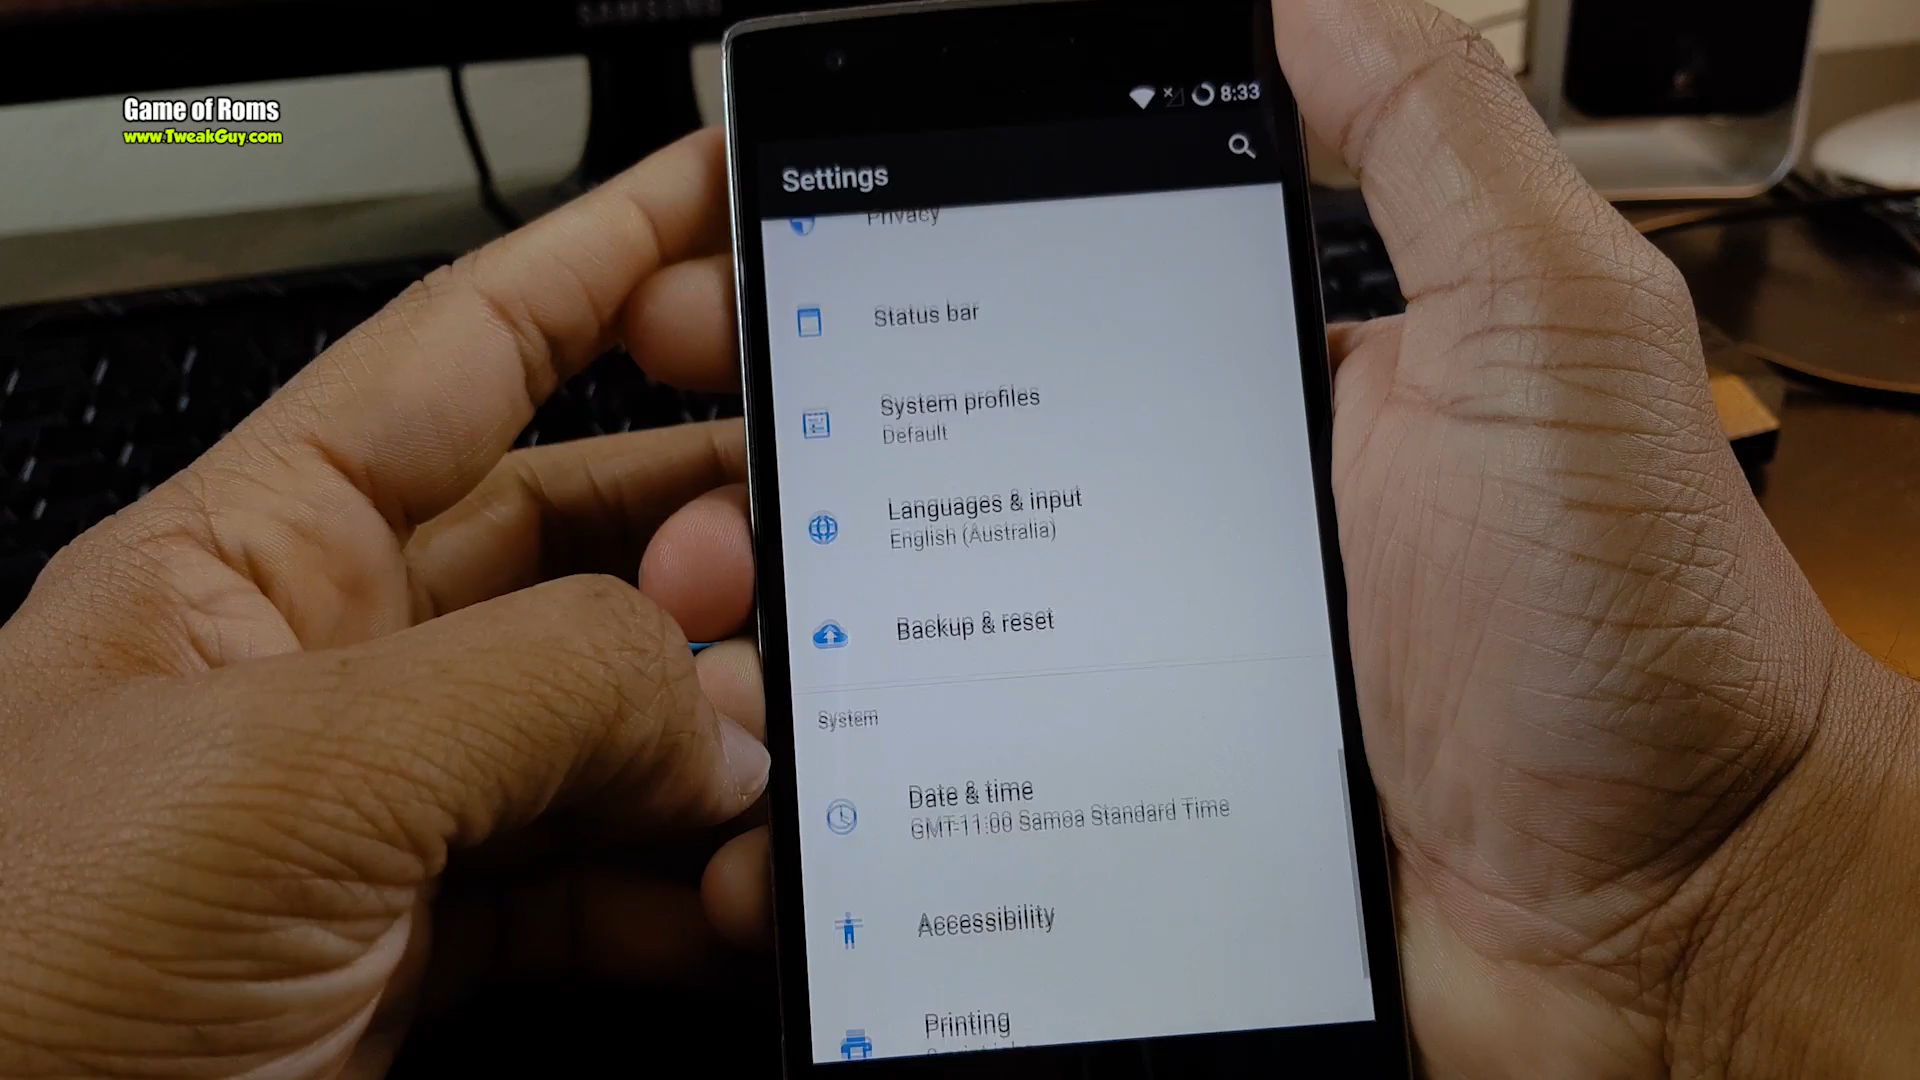 SAMSUNG
Game of Roms
www.TweakGuy.com
8:33
Settings
Privacy
Status bar
System profiles
Default
Languages & input
English (Australia)
Backup & reset
System
Date & time
GMT-11:00 Samoa Standard Time
Accessibility
Printing